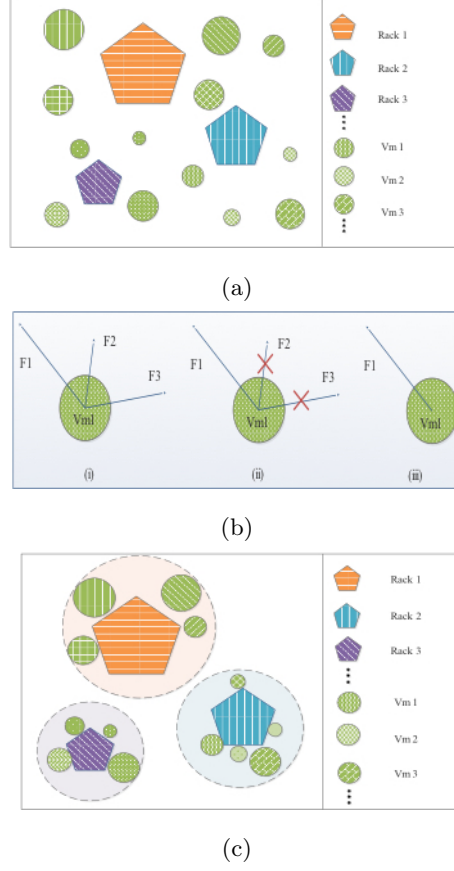 Rack 1
Rack 2
Rack 3
Vm 1
Vm 2
Vm 3
(a)
F1
F2
F3
Vml
(i)
F1
F2
F3
Vml
(ii)
F1
Vml
(iii)
(b)
Rack 1
Rack 2
Rack 3
Vm 1
Vm 2
Vm 3
(c)